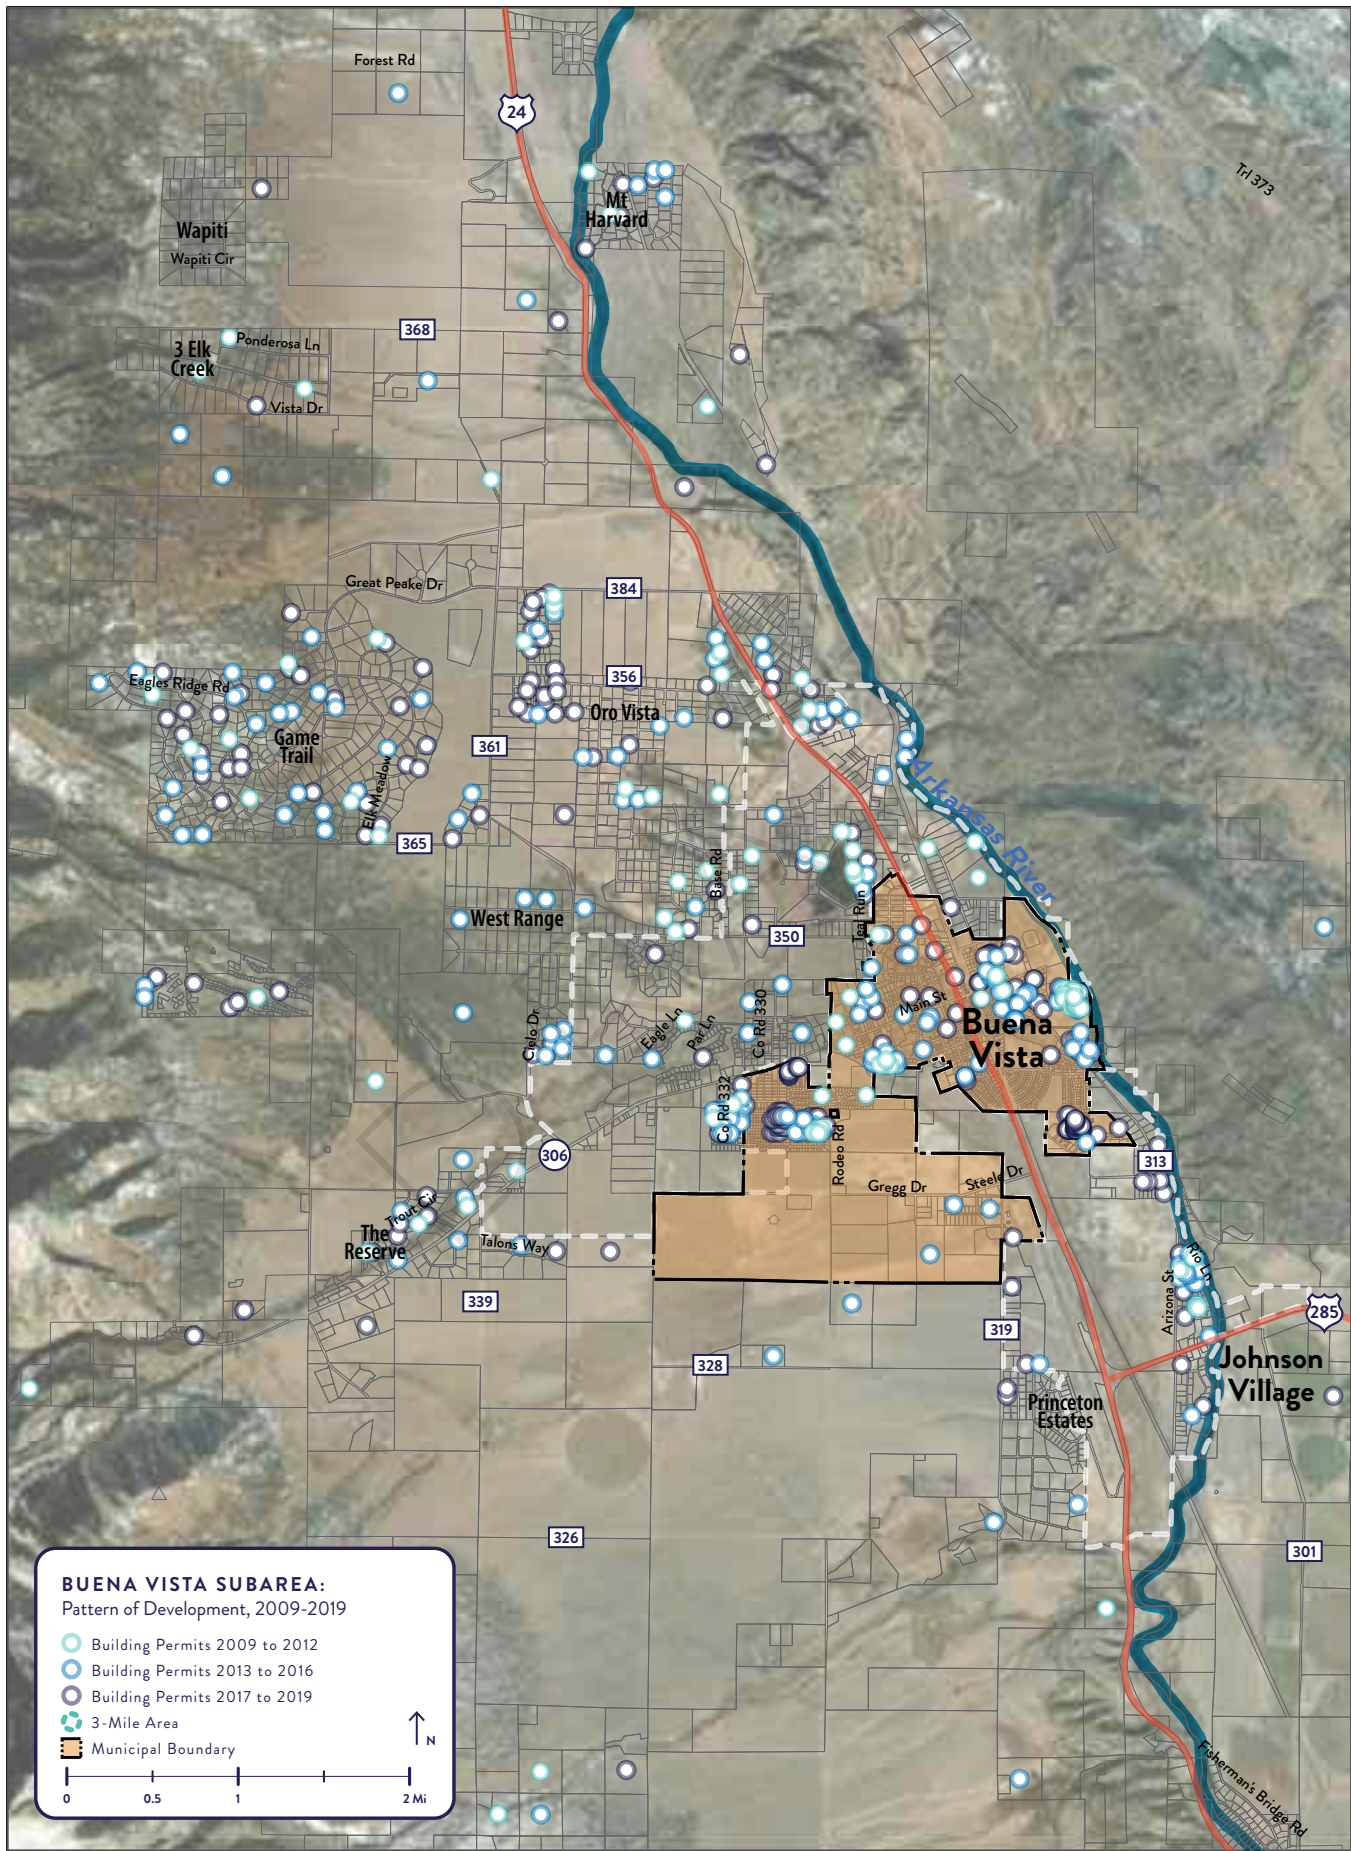 Forest Rd
24
Trl 373
Mt
Harvard
Wapiti
Wapiti Cir
368
Ponderosa Ln
3 Elk
Creek
Vista Dr
Great Peake Dr
384
356
Eagles Ridge Rd
Oro Vista
Game
Trail
361
Elk Meadow
Arkansas River
365
Base Rd
West Range
Teal Run
350
Cielo Dr
Eagle Ln
Par Ln
Co Rd 330
Main St
Buena
Vista
Co Rd 332
306
Rodeo Rd
313
Gregg Dr
Steele Dr
Trout Cir
The
Reserve
Talons Way
Rio Ln
Arizona St
339
285
319
328
Johnson
Village
Princeton
Estates
326
301
BUENA VISTA SUBAREA:
Pattern of Development, 2009-2019
Building Permits 2009 to 2012
Building Permits 2013 to 2016
Building Permits 2017 to 2019
3-Mile Area
Municipal Boundary
N
0 0.5 1 2 Mi
Fisherman's Bridge Rd